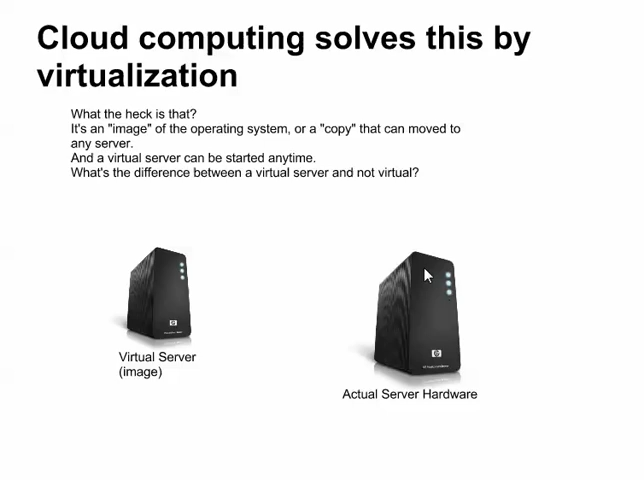 Cloud computing solves this by
virtualization
What the heck is that?
It's an "image" of the operating system, or a "copy" that can moved to
any server.
And a virtual server can be started anytime.
What's the difference between a virtual server and not virtual?
Virtual Server
(image)
Actual Server Hardware